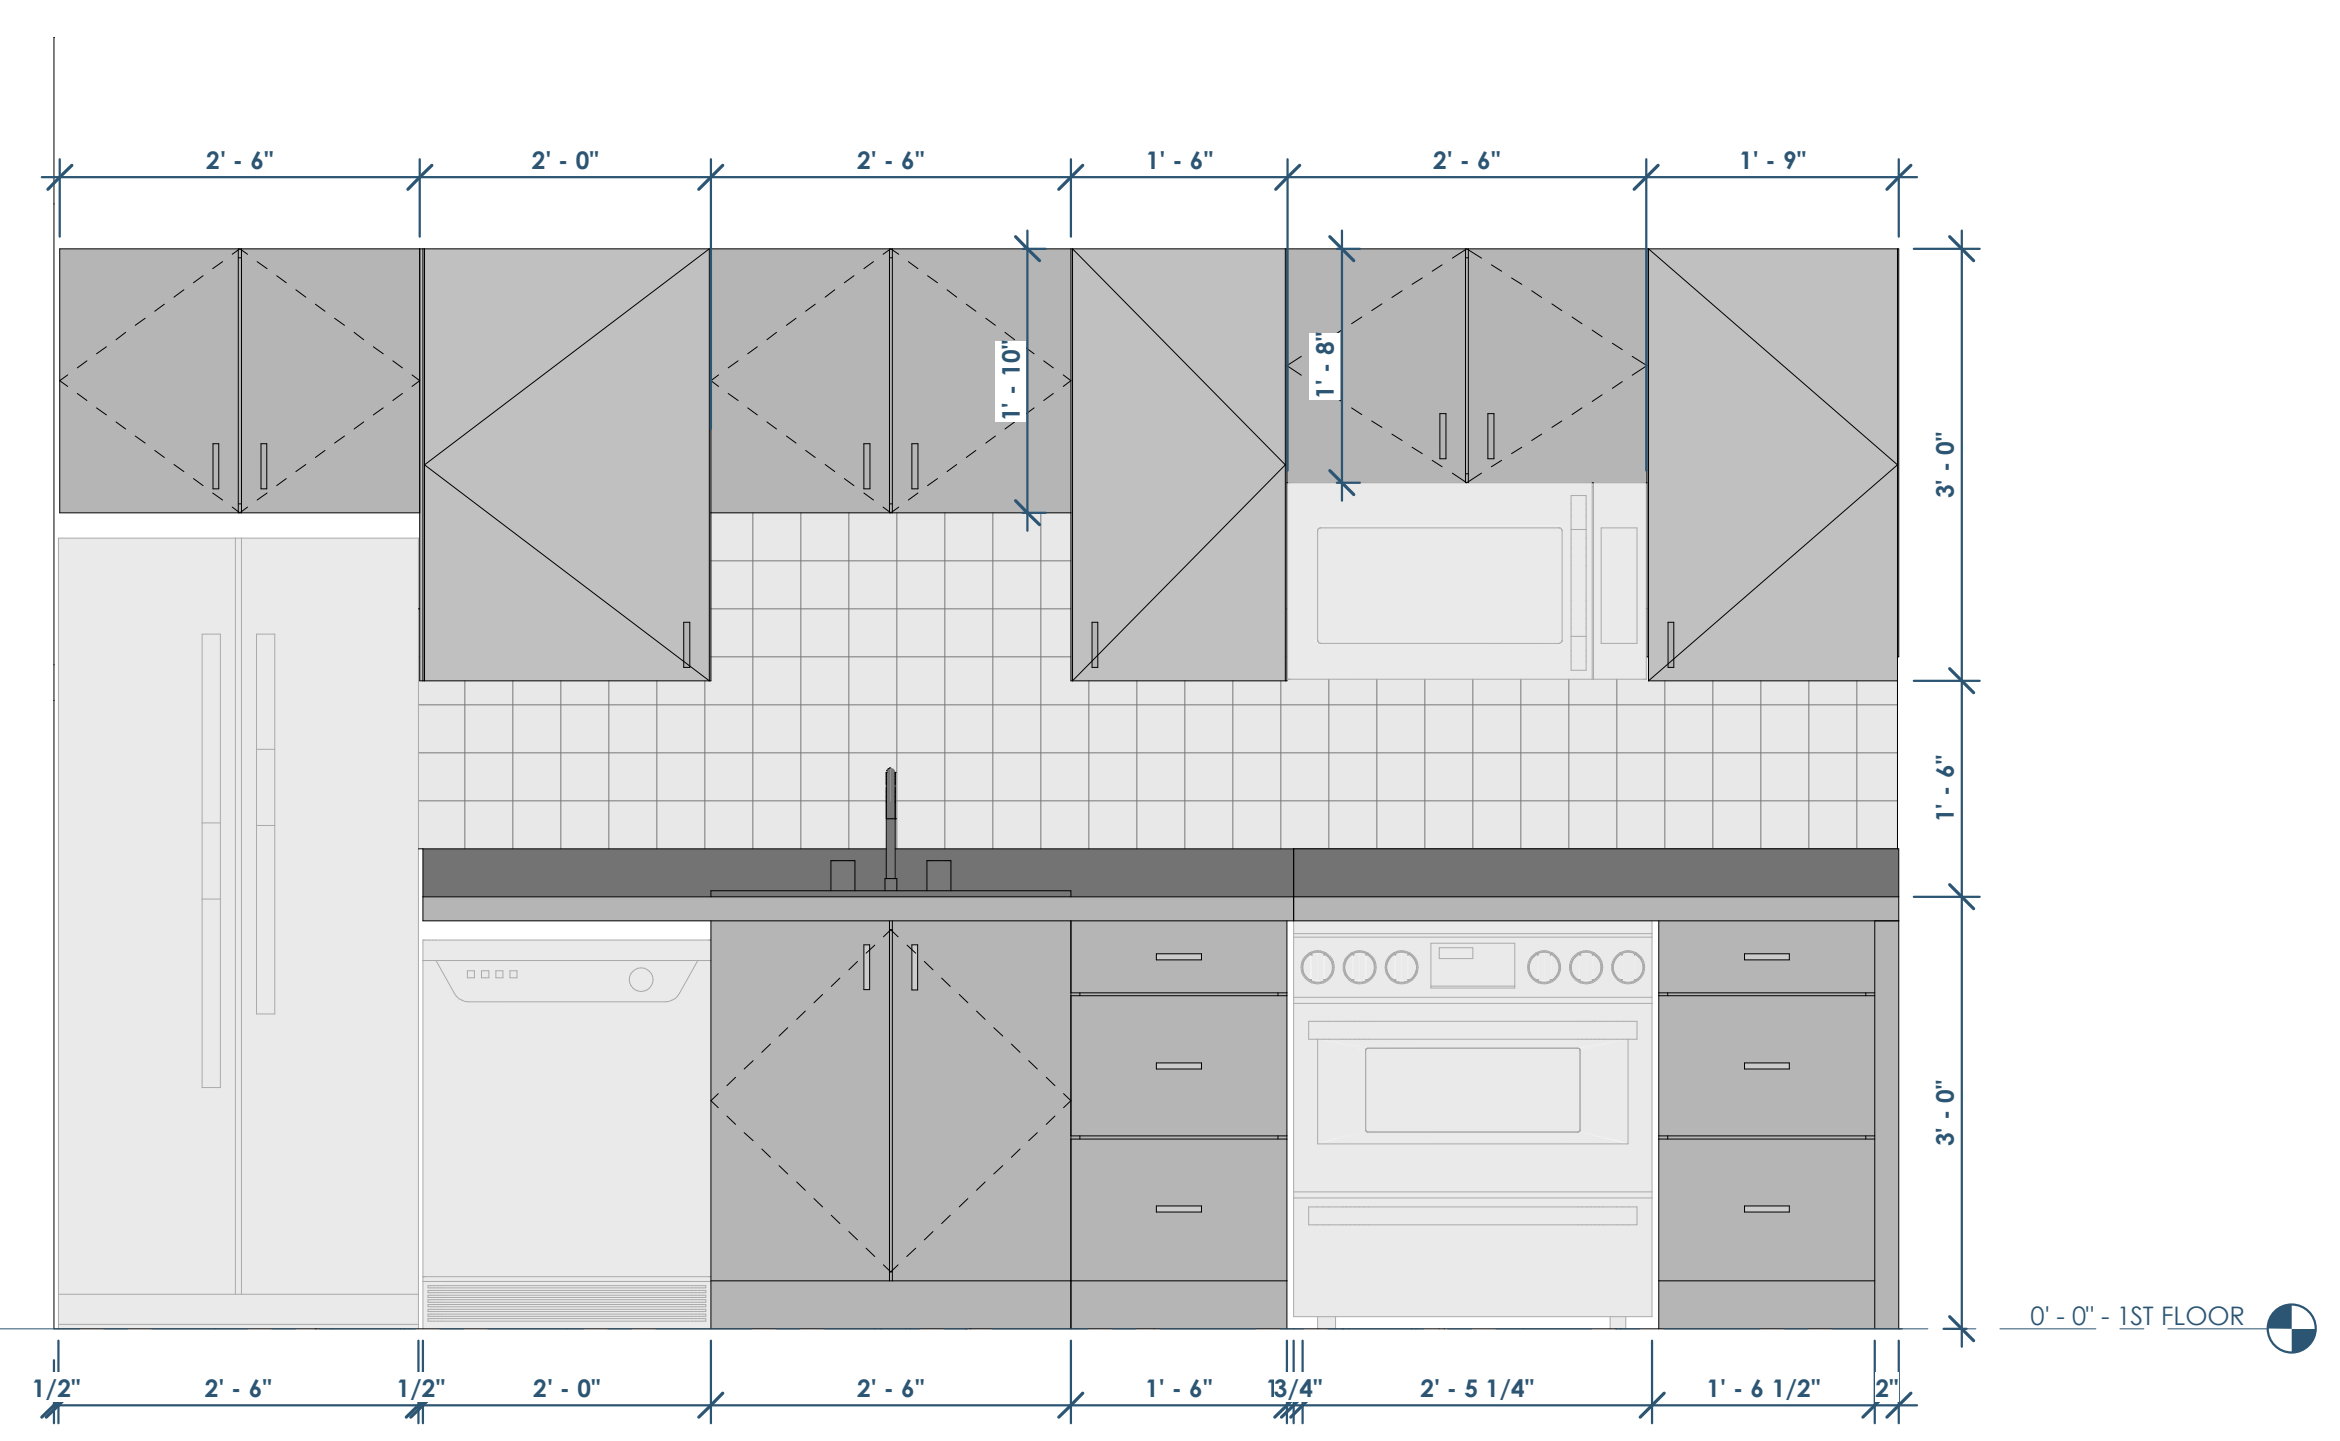 2' - 6" 2' - 0" 2' - 6" 1' - 6" 2' - 6" 1' - 9"
1' - 10"
1' - 8"
3' - 0"
1' - 6"
3' - 0"
0' - 0" - 1ST FLOOR
1/2" 2' - 6" 1/2" 2' - 0" 2' - 6" 1' - 6" 3/4" 2' - 5 1/4" 1' - 6 1/2" 2"